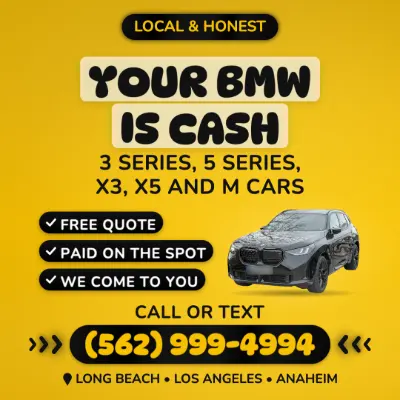 LOCAL & HONEST
YOUR BMW
IS CASH
3 SERIES, 5 SERIES,
X3, X5 AND M CARS
FREE QUOTE
PAID ON THE SPOT
WE COME TO YOU
CALL OR TEXT
(562) 999-4994
LONG BEACH • LOS ANGELES • ANAHEIM